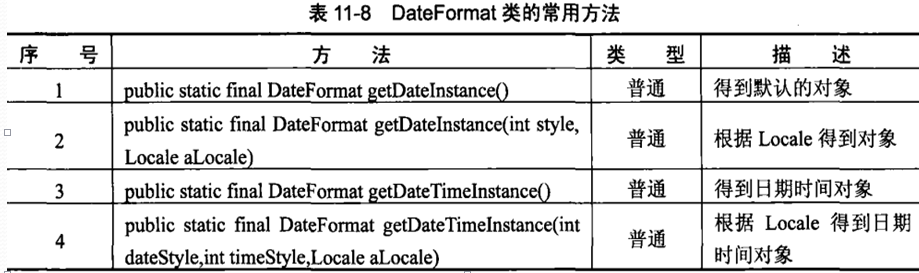 表 11-8 DateFormat 类的常用方法
序 号 方 法 类 型 描 述
1 public static final DateFormat getDateInstance() 普通 得到默认的对象
2 public static final DateFormat getDateInstance(int style, Locale aLocale) 普通 根据 Locale 得到对象
3 public static final DateFormat getDateTimeInstance() 普通 得到日期时间对象
4 public static final DateFormat getDateTimeInstance(int dateStyle,int timeStyle,Locale aLocale) 普通 根据 Locale 得到日期时间对象